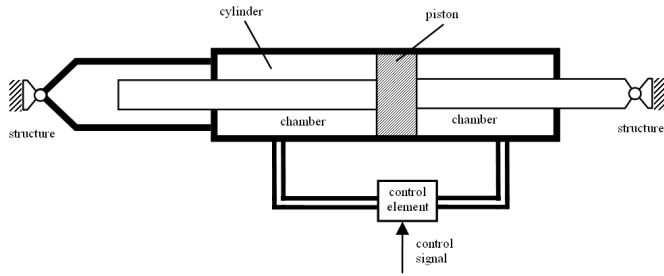 cylinder
piston
chamber
chamber
structure
structure
control
element
control
signal